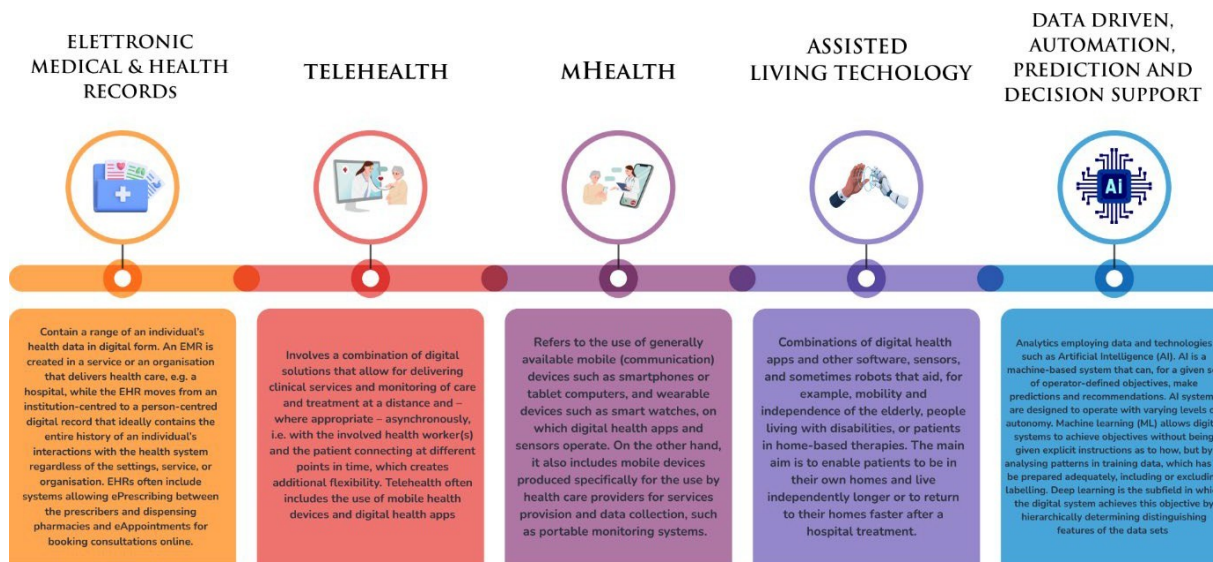 ELETTRONIC
MEDICAL & HEALTH
RECORDS
TELEHEALTH
MHEALTH
ASSISTED
LIVING TECHOLOGY
DATA DRIVEN,
AUTOMATION,
PREDICTION AND
DECISION SUPPORT
Ai
Contain a range of an individual's
health data in digital form. An EMR is
created in a service or an organisation
that delivers health care, e.g. a
hospital, while the EHR moves from an
institution-centred to a person-centred
digital record that ideally contains the
entire history of an individual's
interactions with the health system
regardless of the settings, service, or
organisation. EHRs often include
systems allowing ePrescribing between
the prescribers and dispensing
pharmacies and eAppointments for
booking consultations online.
Involves a combination of digital
solutions that allow for delivering
clinical services and monitoring of care
and treatment at a distance and –
where appropriate – asynchronously,
i.e. with the involved health worker(s)
and the patient connecting at different
points in time, which creates
additional flexibility. Telehealth often
includes the use of mobile health
devices and digital health apps
Refers to the use of generally
available mobile (communication)
devices such as smartphones or
tablet computers, and wearable
devices such as smart watches, on
which digital health apps and
sensors operate. On the other hand,
it also includes mobile devices
produced specifically for the use by
health care providers for services
provision and data collection, such
as portable monitoring systems.
Combinations of digital health
apps and other software, sensors,
and sometimes robots that aid, for
example, mobility and
independence of the elderly, people
living with disabilities, or patients
in home-based therapies. The main
aim is to enable patients to be in
their own homes and live
independently longer or to return
to their homes faster after a
hospital treatment.
Analytics employing data and technologies
such as Artificial Intelligence (AI). AI is a
machine-based system that can, for a given se
of operator-defined objectives, make
predictions and recommendations. AI system
are designed to operate with varying levels o
autonomy. Machine learning (ML) allows digit
systems to achieve objectives without being
given explicit instructions as to how, but by
analysing patterns in training data, which has
be prepared adequately, including or excludin
labelling. Deep learning is the subfield in whic
the digital system achieves this objective by
hierarchically determining distinguishing
features of the data sets